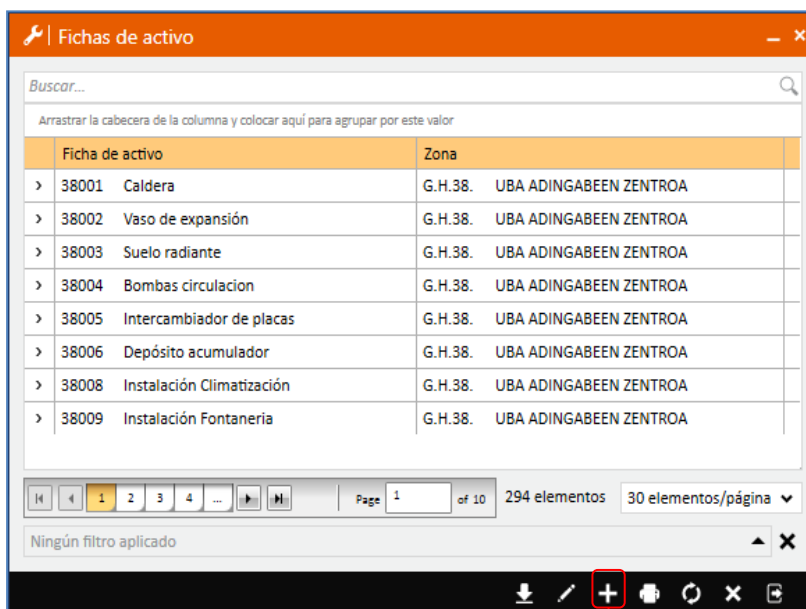 Fichas de activo
Buscar...
Arrastrar la cabecera de la columna y colocar aquí para agrupar por este valor
Ficha de activo Zona
38001 Caldera G.H.38. UBA ADINGABEEN ZENTROA
38002 Vaso de expansión G.H.38. UBA ADINGABEEN ZENTROA
38003 Suelo radiante G.H.38. UBA ADINGABEEN ZENTROA
38004 Bombas circulacion G.H.38. UBA ADINGABEEN ZENTROA
38005 Intercambiador de placas G.H.38. UBA ADINGABEEN ZENTROA
38006 Depósito acumulador G.H.38. UBA ADINGABEEN ZENTROA
38008 Instalación Climatización G.H.38. UBA ADINGABEEN ZENTROA
38009 Instalación Fontaneria G.H.38. UBA ADINGABEEN ZENTROA
1 2 3 4 ... Page 1 of 10 294 elementos 30 elementos/página
Ningún filtro aplicado